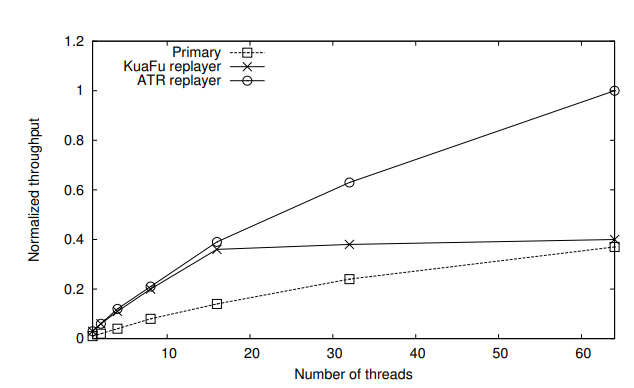 1.2
1
0.8
0.6
0.4
0.2
0
Normalized throughput
Primary
KuaFu replayer
ATR replayer
10
20
30
40
50
60
Number of threads